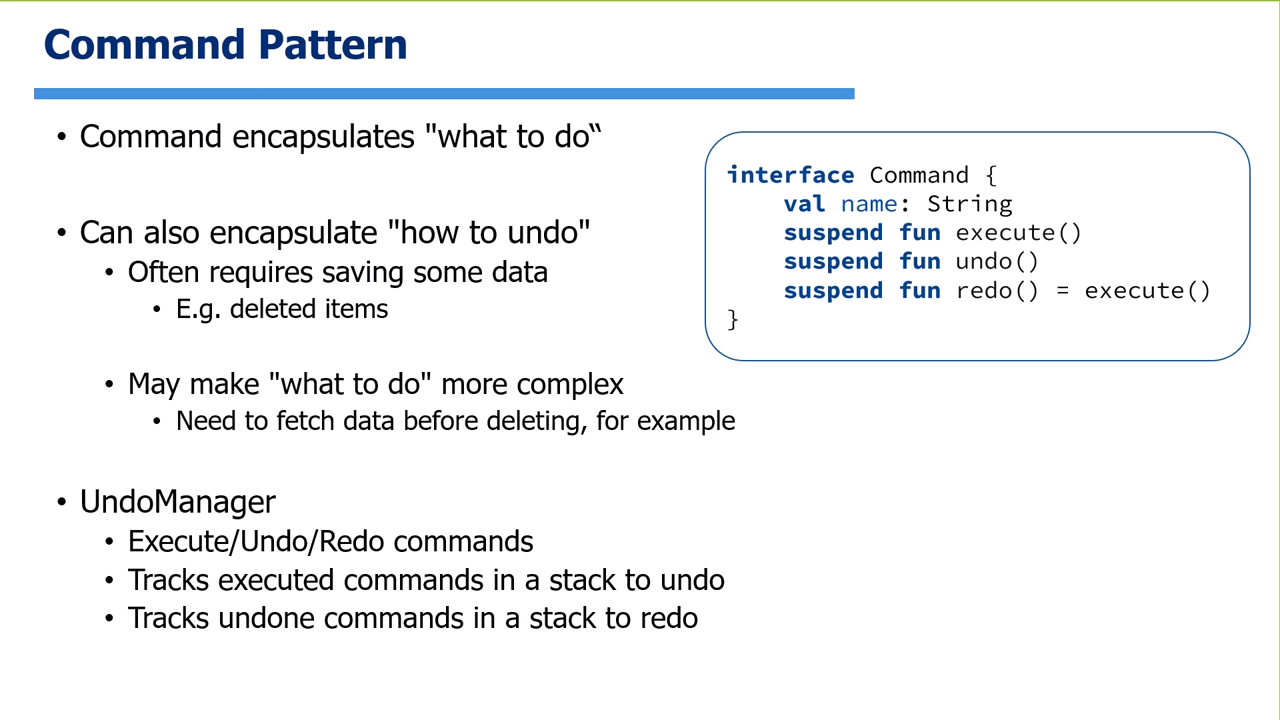 Command Pattern
• Command encapsulates "what to do“
• Can also encapsulate "how to undo"
• Often requires saving some data
• E.g. deleted items
• May make "what to do" more complex
• Need to fetch data before deleting, for example
• UndoManager
• Execute/Undo/Redo commands
• Tracks executed commands in a stack to undo
• Tracks undone commands in a stack to redo
interface Command {
    val name: String
    suspend fun execute()
    suspend fun undo()
    suspend fun redo() = execute()
}